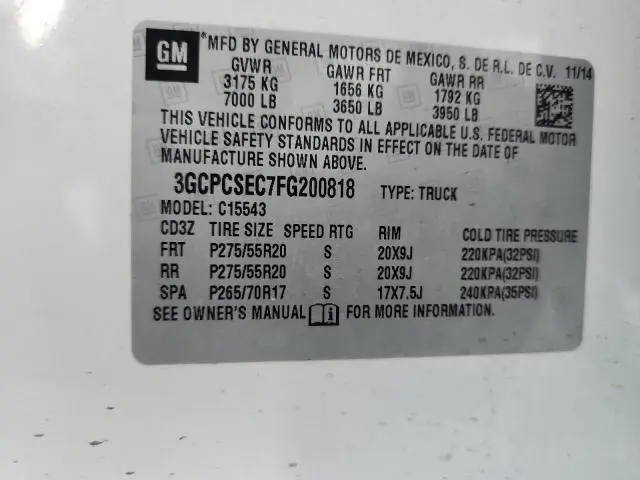 GM *MFD BY GENERAL MOTORS DE MEXICO, S. DE R.L. DE C.V. 11/14
GVWR GAWR FRT GAWR RR
3175 KG 1656 KG 1792 KG
7000 LB 3650 LB 3950 LB
THIS VEHICLE CONFORMS TO ALL APPLICABLE U.S. FEDERAL MOTOR
VEHICLE SAFETY STANDARDS IN EFFECT ON THE DATE OF
MANUFACTURE SHOWN ABOVE.
3GCPCSEC7FG200818 TYPE: TRUCK
MODEL: C15543
CD3Z TIRE SIZE SPEED RTG RIM COLD TIRE PRESSURE
FRT P275/55R20 S 20X9J 220KPA(32PSI)
RR P275/55R20 S 20X9J 220KPA(32PSI)
SPA P265/70R17 S 17X7.5J 240KPA(35PSI)
SEE OWNER'S MANUAL i FOR MORE INFORMATION.